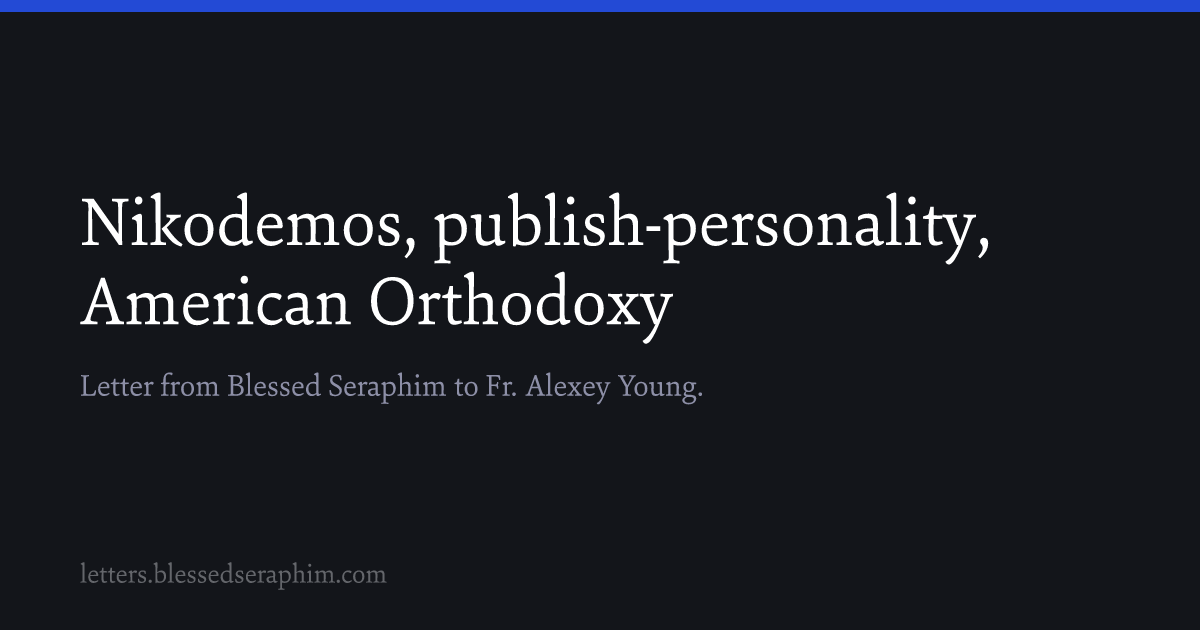 Nikodemos, publish-personality,
American Orthodoxy
Letter from Blessed Seraphim to Fr. Alexey Young.
letters.blessedseraphim.com